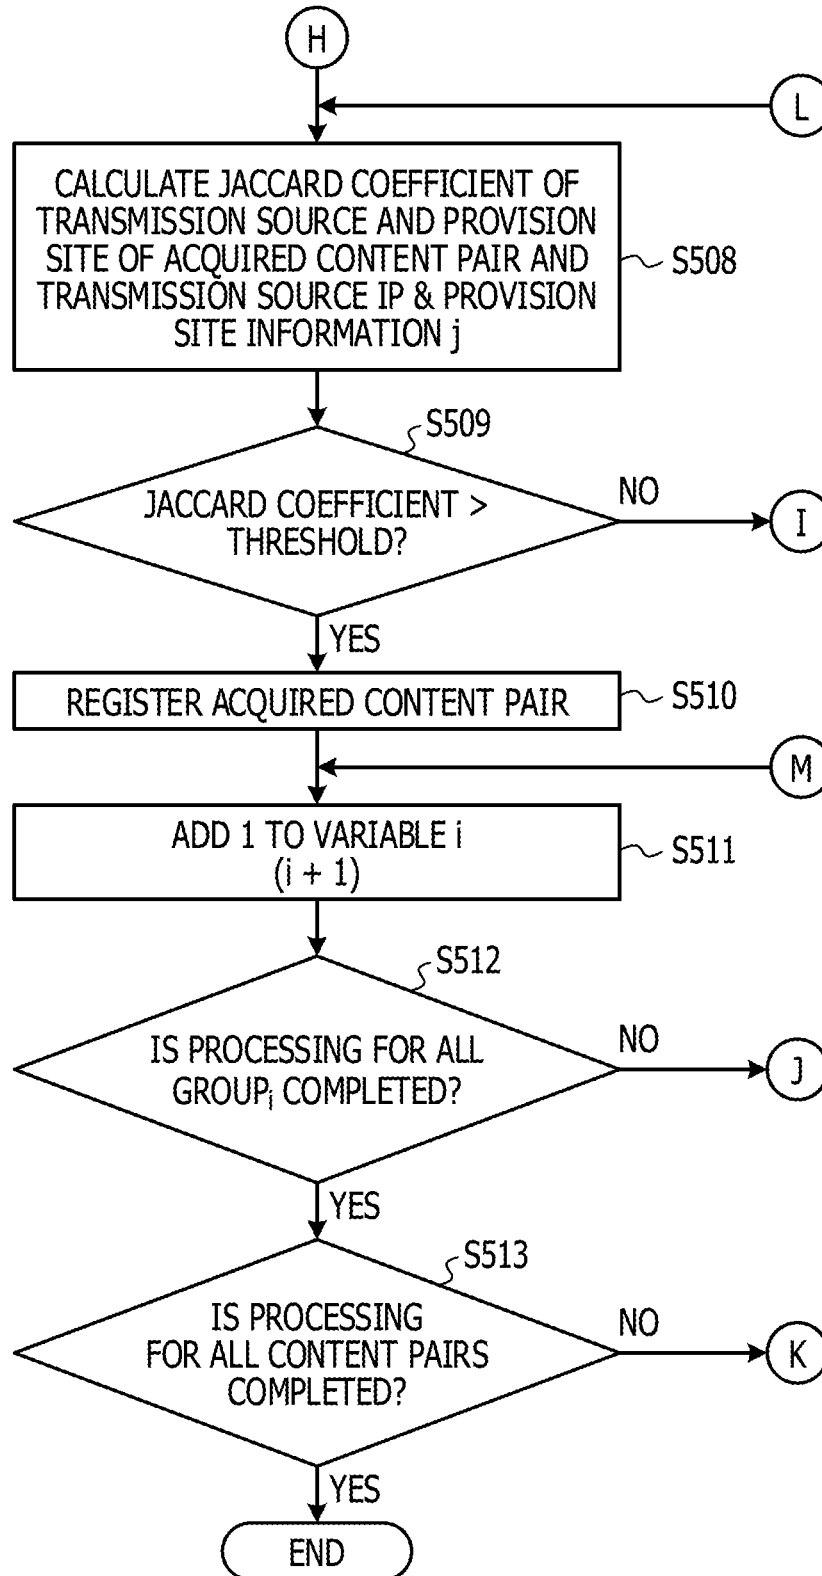 H
L
CALCULATE JACCARD COEFFICIENT OF
TRANSMISSION SOURCE AND PROVISION
SITE OF ACQUIRED CONTENT PAIR AND
TRANSMISSION SOURCE IP & PROVISION
SITE INFORMATION j
S508
S509
JACCARD COEFFICIENT >
THRESHOLD?
NO
I
YES
REGISTER ACQUIRED CONTENT PAIR
S510
M
ADD 1 TO VARIABLE i
(i + 1)
S511
S512
IS PROCESSING FOR ALL
GROUPi COMPLETED?
NO
J
YES
S513
IS PROCESSING
FOR ALL CONTENT PAIRS
COMPLETED?
NO
K
YES
END